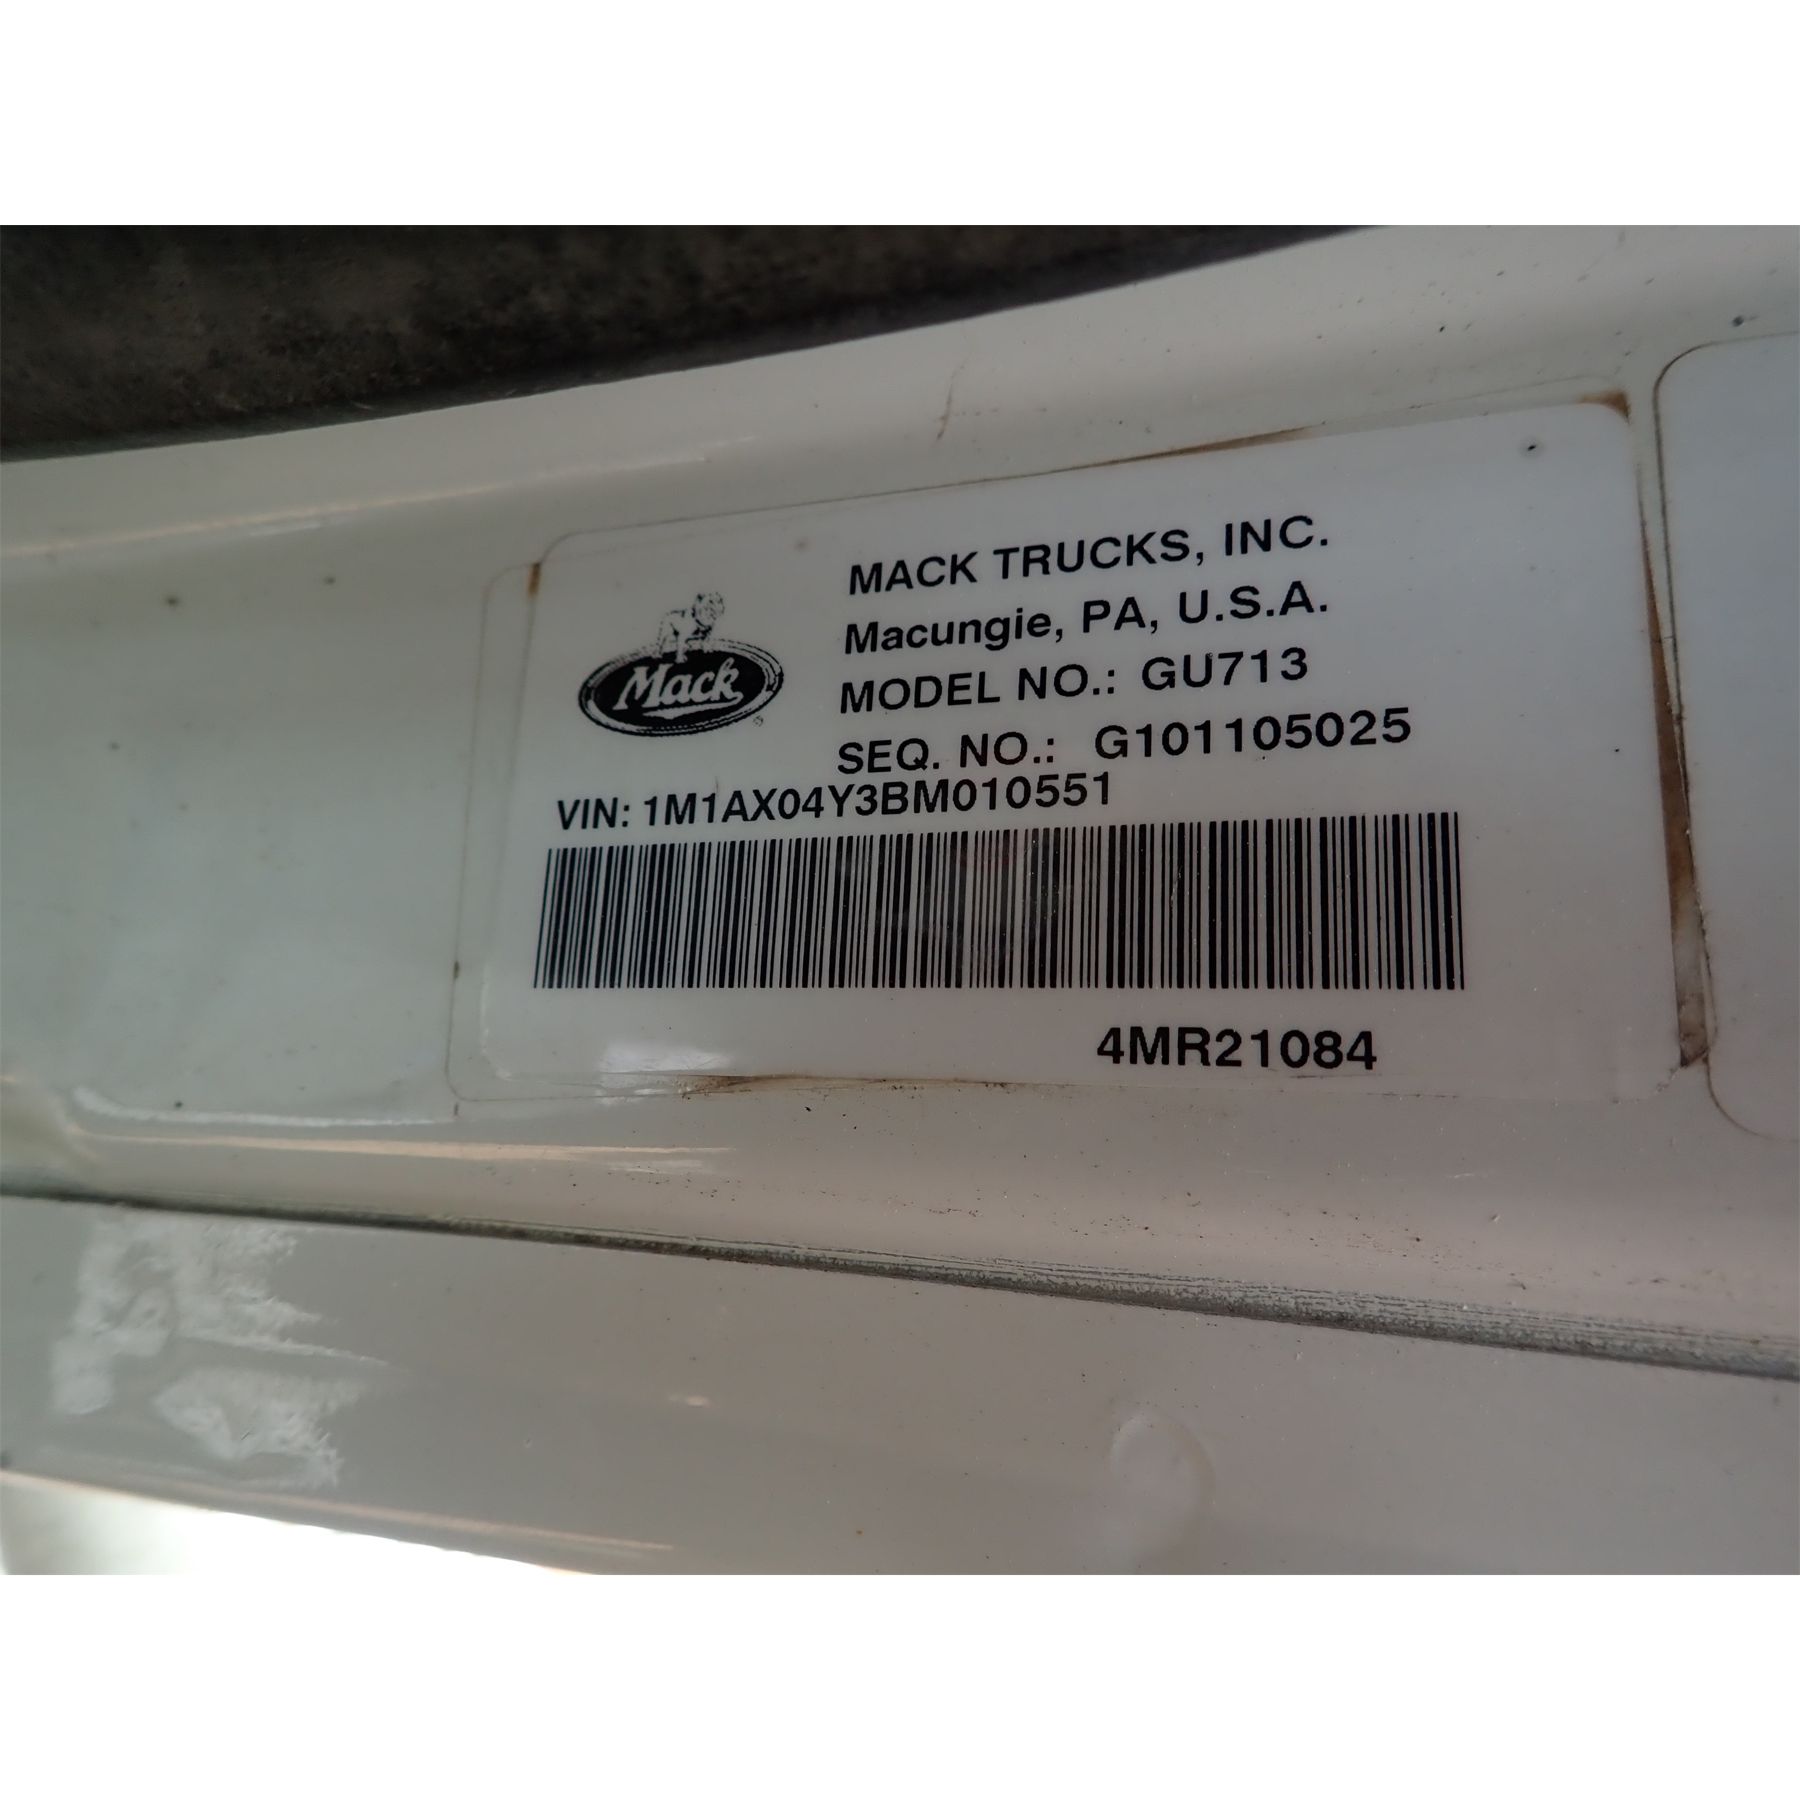 Mack
MACK TRUCKS, INC.
Macungie, PA, U.S.A.
MODEL NO.: GU713
SEQ. NO.: G101105025
VIN: 1M1AX04Y3BM010551
4MR21084